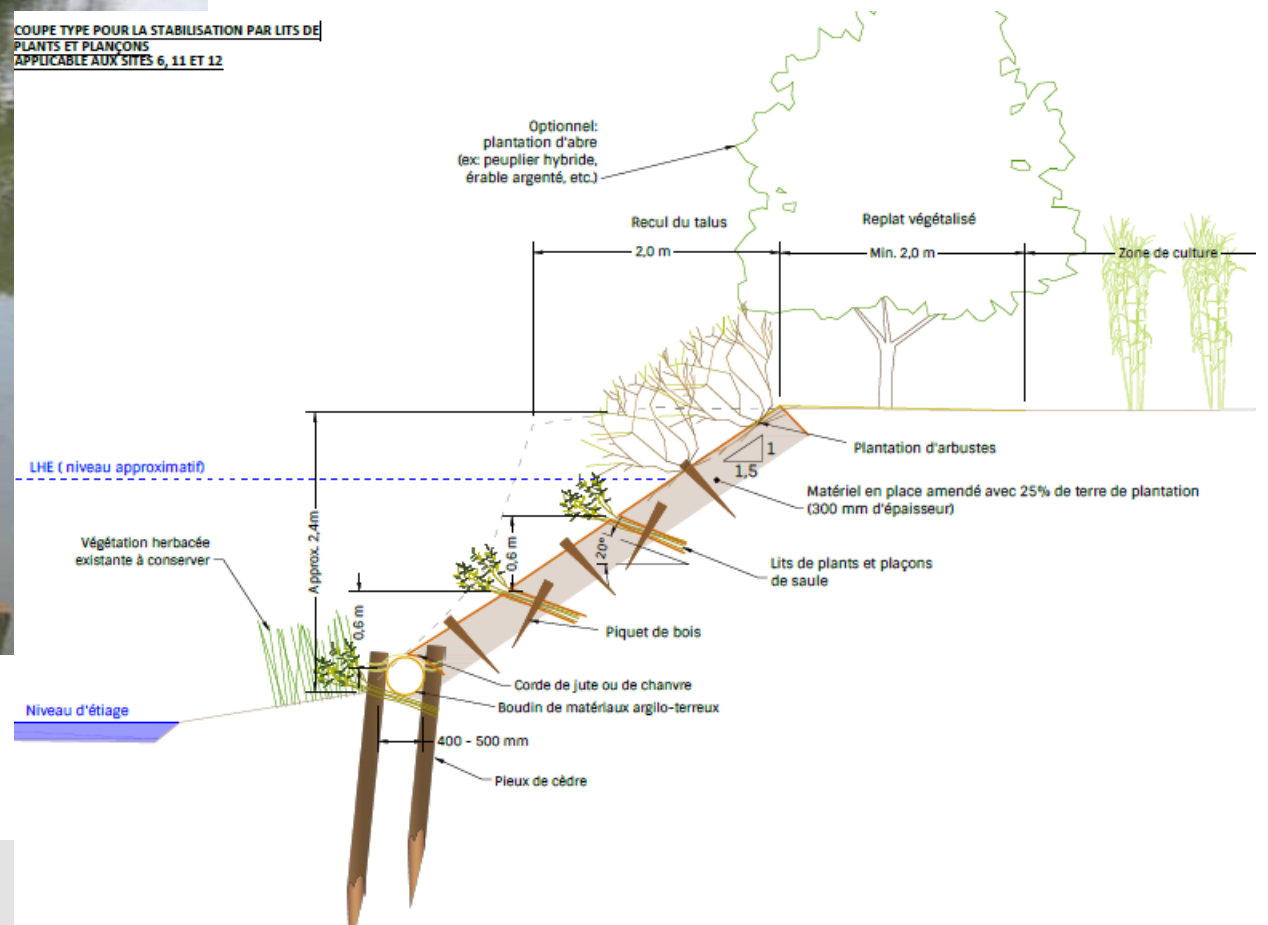 COUPE TYPE POUR LA STABILISATION PAR LITS DE
PLANTS ET PLANÇONS
APPLICABLE AUX SITES 6, 11 ET 12
Optionnel:
plantation d'abre
(ex: peuplier hybride,
érable argenté, etc.)
Recul du talus
2,0 m
Replat végétalisé
Min. 2,0 m
Zone de culture
Plantation d'arbustes
1
1,5
LHE ( niveau approximatif)
Matériel en place amendé avec 25% de terre de plantation
(300 mm d'épaisseur)
Approx. 2,4m
Végétation herbacée
existante à conserver
0,6 m
20°
Lits de plants et plaçons
de saule
0,6 m
Piquet de bois
Corde de jute ou de chanvre
Boudin de matériaux argilo-terreux
Niveau d'étiage
400 - 500 mm
Pieux de cèdre